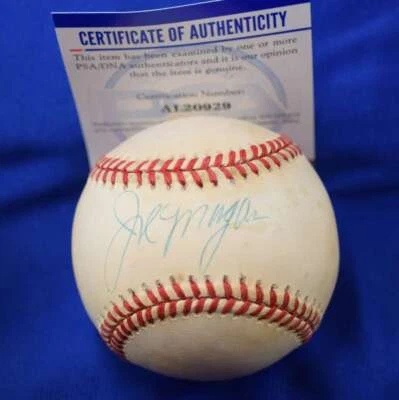 CERTIFICATE OF AUTHENTICITY
This item has been examined by one or more
PSA/DNA authenticators and it is our opinion
that the item is genuine.
Certification Number:
AL20929
Joe Morgan